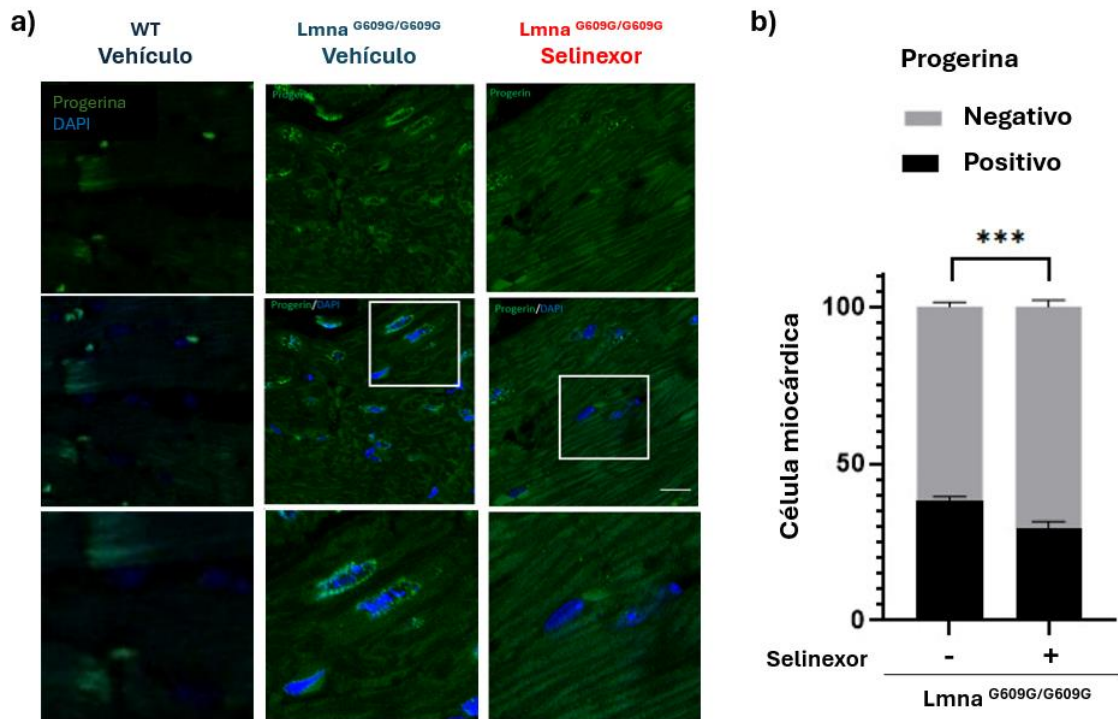 a)
WT
Vehículo
Lmna G609G/G609G
Vehículo
Lmna G609G/G609G
Selinexor
Progerina
DAPI
Progerin
Progerin
Progerin/DAPI
Progerin/DAPI
b)
Progerina
Negativo
Positivo
***
Célula miocárdica
100
50
0
Selinexor - +
Lmna G609G/G609G